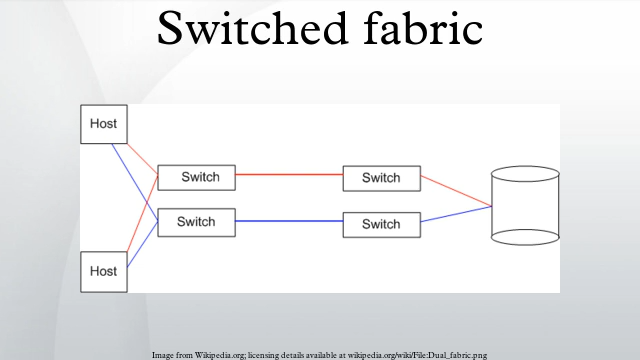 Switched fabric
Host
Switch
Switch
Switch
Switch
Host
Image from Wikipedia.org; licensing details available at wikipedia.org/wiki/File:Dual_fabric.png